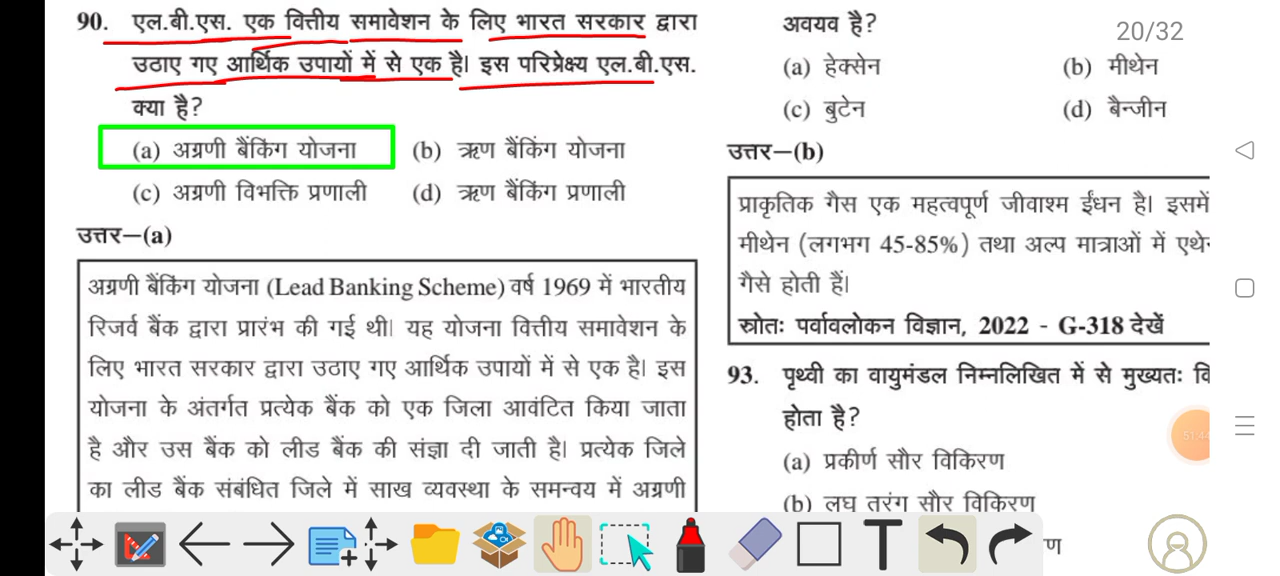 90. एल.बी.एस. एक वित्तीय समावेशन के लिए भारत सरकार द्वारा
उठाए गए आर्थिक उपायों में से एक है। इस परिप्रेक्ष्य एल.बी.एस.
क्या है?
(a) अग्रणी बैंकिंग योजना (b) ऋण बैंकिंग योजना
(c) अग्रणी विभक्ति प्रणाली (d) ऋण बैंकिंग प्रणाली
उत्तर–(a)
अग्रणी बैंकिंग योजना (Lead Banking Scheme) वर्ष 1969 में भारतीय
रिजर्व बैंक द्वारा प्रारंभ की गई थी। यह योजना वित्तीय समावेशन के
लिए भारत सरकार द्वारा उठाए गए आर्थिक उपायों में से एक है। इस
योजना के अंतर्गत प्रत्येक बैंक को एक जिला आवंटित किया जाता
है और उस बैंक को लीड बैंक की संज्ञा दी जाती है। प्रत्येक जिले
का लीड बैंक संबंधित जिले में साख व्यवस्था के समन्वय में अग्रणी
अवयव है?
(a) हेक्सेन (b) मीथेन
(c) बुटेन (d) बैन्जीन
उत्तर–(b)
प्राकृतिक गैस एक महत्वपूर्ण जीवाश्म ईंधन है। इसमें
मीथेन (लगभग 45-85%) तथा अल्प मात्राओं में एथे
गैसे होती हैं।
स्रोतः पर्वावलोकन विज्ञान, 2022 - G-318 देखें
93. पृथ्वी का वायुमंडल निम्नलिखित में से मुख्यतः वि
होता है?
(a) प्रकीर्ण सौर विकिरण
(b) लघु तरंग सौर विकिरण
ण
20/32
51:44
T